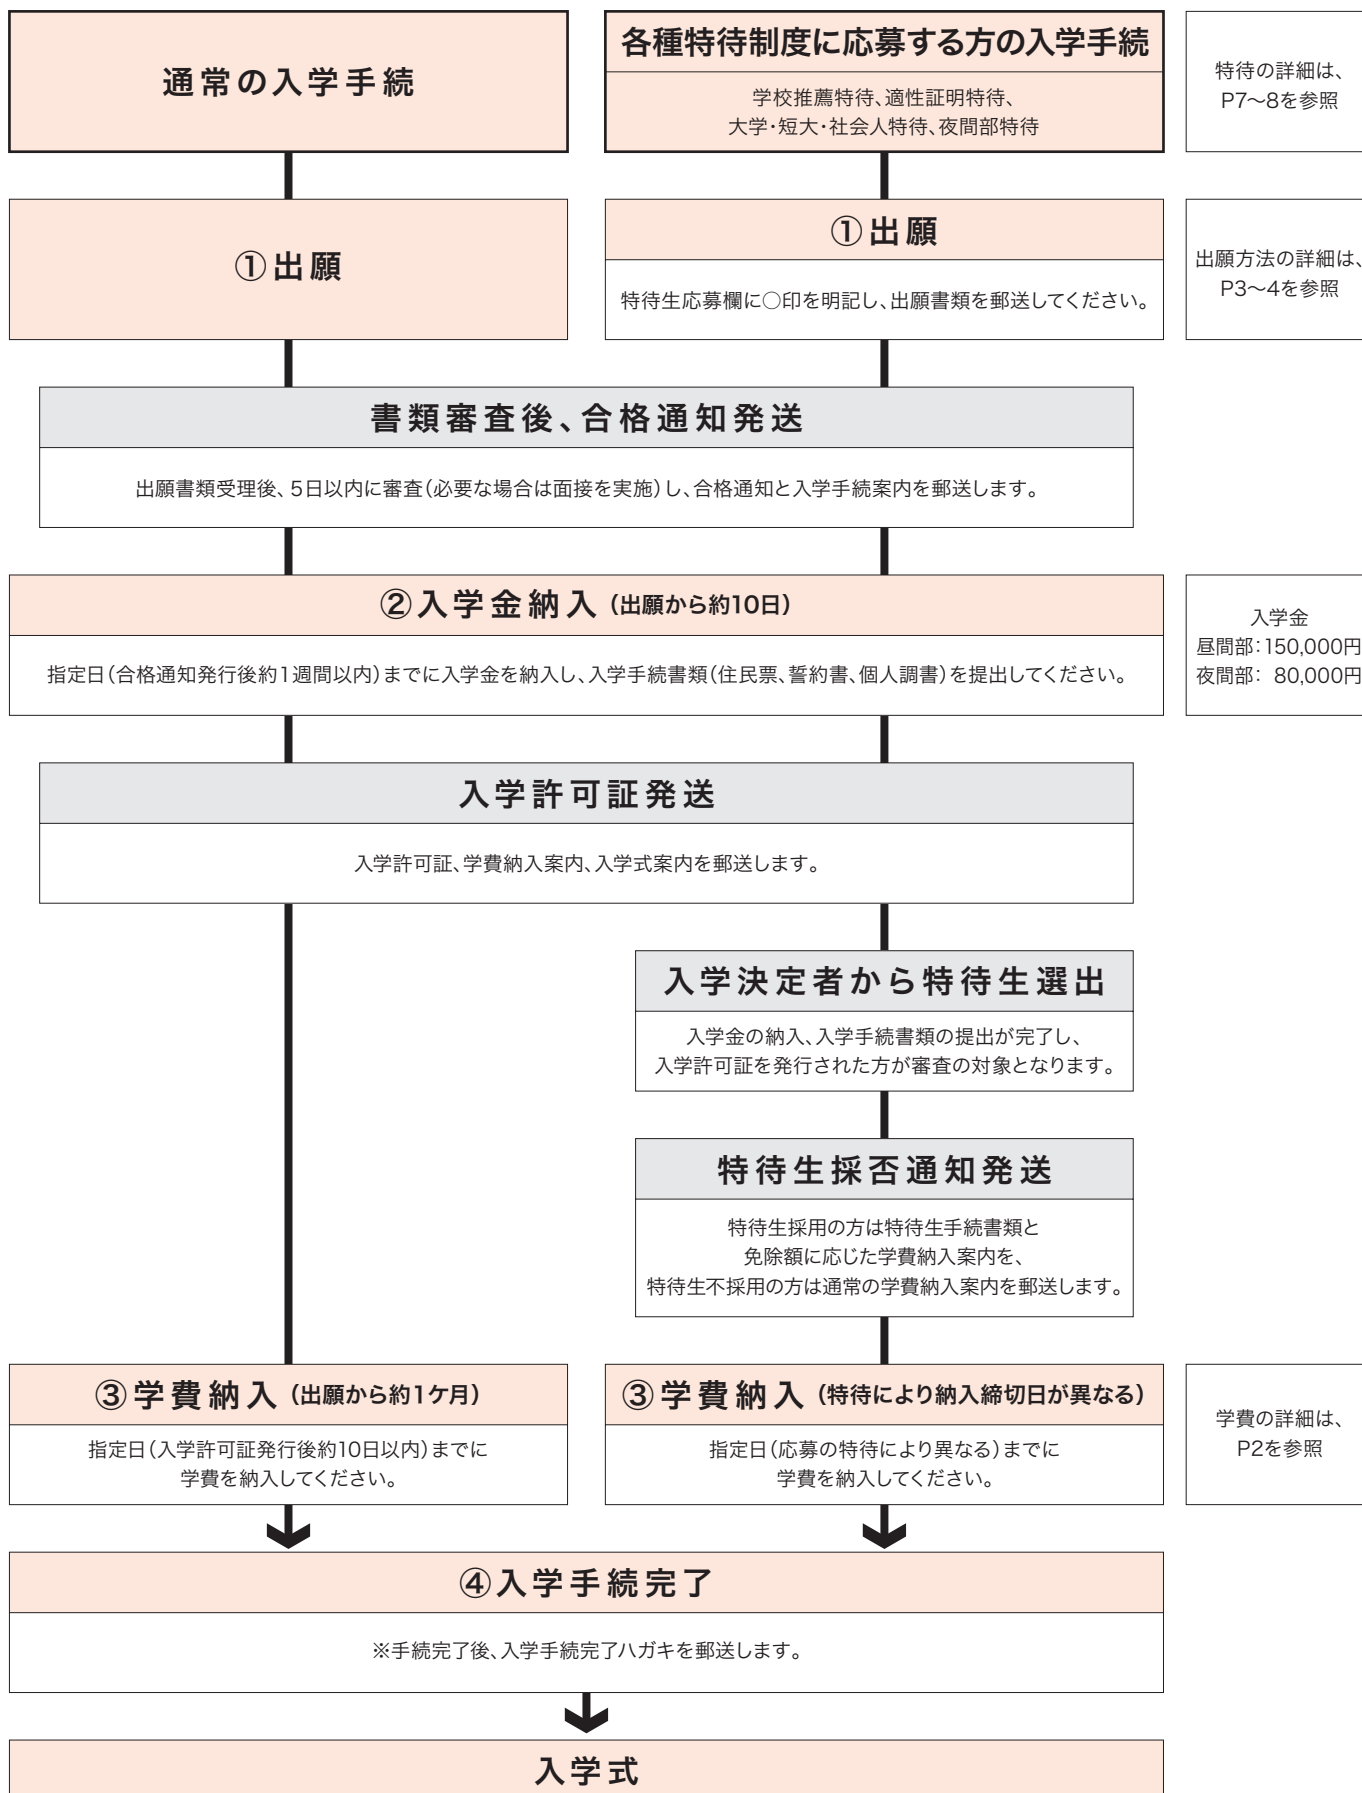 通常の入学手続
各種特待制度に応募する方の入学手続
学校推薦特待、適性証明特待、
大学・短大・社会人特待、夜間部特待
特待の詳細は、
P7〜8を参照
①出願
①出願
特待生応募欄に○印を明記し、出願書類を郵送してください。
出願方法の詳細は、
P3〜4を参照
書類審査後、合格通知発送
出願書類受理後、5日以内に審査(必要な場合は面接を実施)し、合格通知と入学手続案内を郵送します。
②入学金納入(出願から約10日)
指定日(合格通知発行後約1週間以内)までに入学金を納入し、入学手続書類(住民票、誓約書、個人調書)を提出してください。
入学金
昼間部:150,000円
夜間部: 80,000円
入学許可証発送
入学許可証、学費納入案内、入学式案内を郵送します。
入学決定者から特待生選出
入学金の納入、入学手続書類の提出が完了し、
入学許可証を発行された方が審査の対象となります。
特待生採否通知発送
特待生採用の方は特待生手続書類と
免除額に応じた学費納入案内を、
特待生不採用の方は通常の学費納入案内を郵送します。
③学費納入(出願から約1ケ月)
指定日(入学許可証発行後約10日以内)までに
学費を納入してください。
③学費納入(特待により納入締切日が異なる)
指定日(応募の特待により異なる)までに
学費を納入してください。
学費の詳細は、
P2を参照
④入学手続完了
※手続完了後、入学手続完了ハガキを郵送します。
入学式